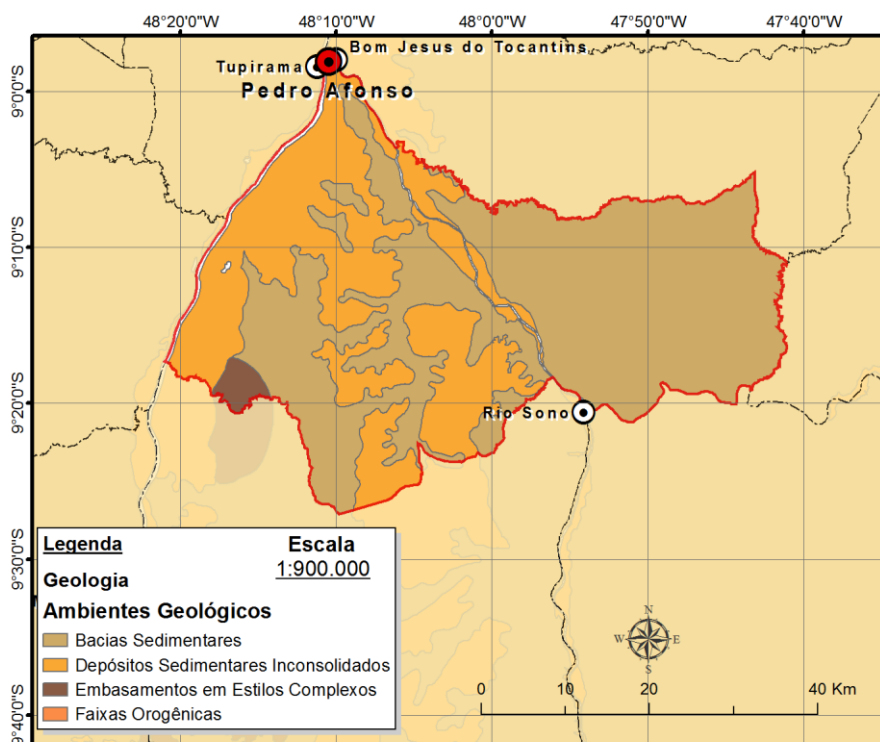 48°20'0"W 48°10'0"W 48°0'0"W 47°50'0"W 47°40'0"W
Bom Jesus do Tocantins
Tupirama
Pedro Afonso
9°0'0"S
9°10'0"S
9°20'0"S
Rio Sono
9°30'0"S
9°40'0"S
Legenda
Escala
1:900.000
Geologia
Ambientes Geológicos
Bacias Sedimentares
Depósitos Sedimentares Inconsolidados
Embasamentos em Estilos Complexos
Faixas Orogênicas
N
W E
S
0 10 20 40 Km